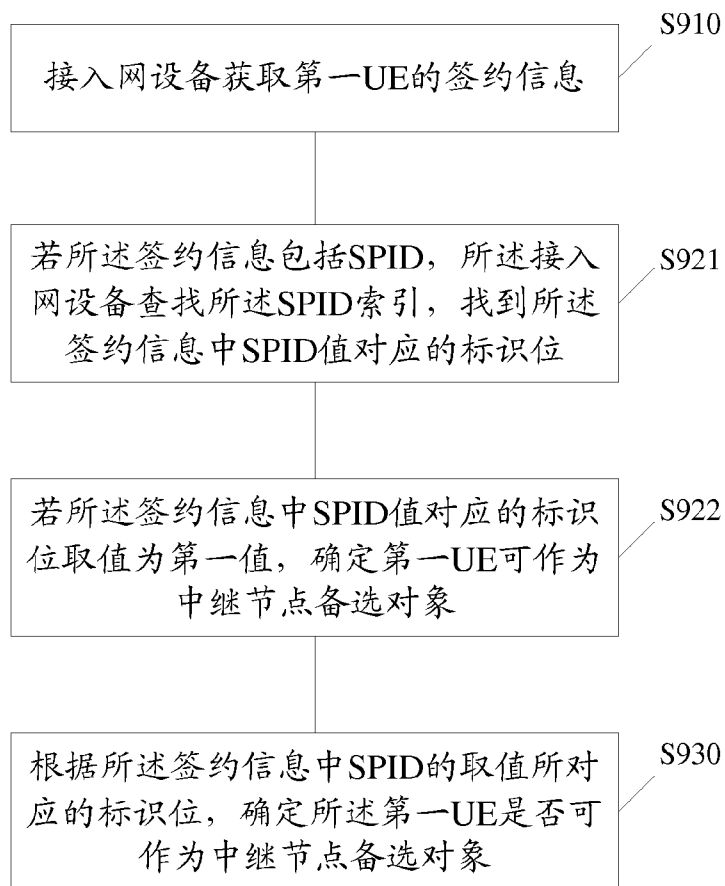 S910
接入网设备获取第一UE的签约信息
若所述签约信息包括SPID，所述接入
网设备查找所述SPID索引，找到所述
签约信息中SPID值对应的标识位
S921
若所述签约信息中SPID值对应的标识
位取值为第一值，确定第一UE可作为
中继节点备选对象
S922
根据所述签约信息中SPID的取值所对
应的标识位，确定所述第一UE是否可
作为中继节点备选对象
S930